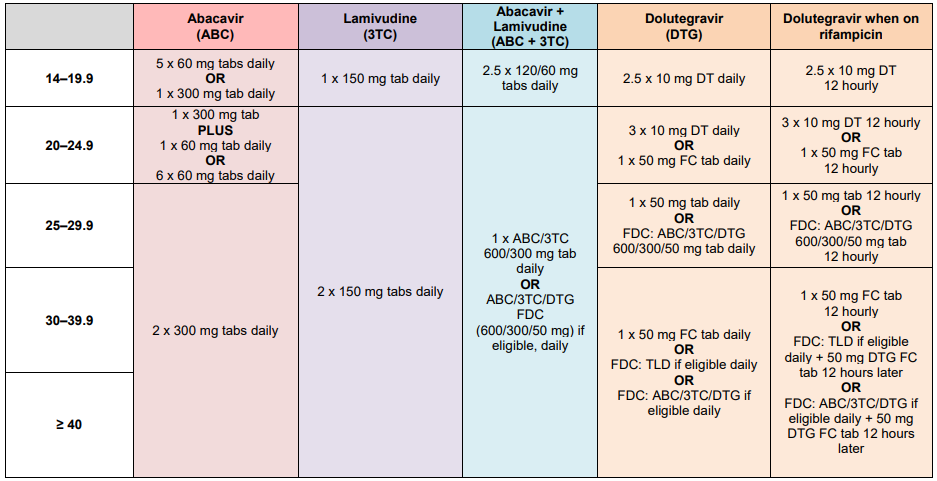 Abacavir
(ABC)
Lamivudine
(3TC)
Abacavir +
Lamivudine
(ABC + 3TC)
Dolutegravir
(DTG)
Dolutegravir when on
rifampicin
14–19.9
5 x 60 mg tabs daily
OR
1 x 300 mg tab daily
1 x 150 mg tab daily
2.5 x 120/60 mg
tabs daily
2.5 x 10 mg DT daily
2.5 x 10 mg DT
12 hourly
20–24.9
1 x 300 mg tab
PLUS
1 x 60 mg tab daily
OR
6 x 60 mg tabs daily
2 x 150 mg tabs daily
1 x ABC/3TC
600/300 mg tab
daily
OR
ABC/3TC/DTG
FDC
(600/300/50 mg) if
eligible, daily
3 x 10 mg DT daily
OR
1 x 50 mg FC tab daily
3 x 10 mg DT 12 hourly
OR
1 x 50 mg FC tab
12 hourly
25–29.9
2 x 300 mg tabs daily
1 x 50 mg tab daily
OR
FDC: ABC/3TC/DTG
600/300/50 mg tab daily
1 x 50 mg tab 12 hourly
OR
FDC: ABC/3TC/DTG
600/300/50 mg tab
12 hourly
30–39.9
1 x 50 mg FC tab daily
OR
FDC: TLD if eligible daily
OR
FDC: ABC/3TC/DTG if
eligible daily
1 x 50 mg FC tab
12 hourly
OR
FDC: TLD if eligible
daily + 50 mg DTG FC
tab 12 hours later
OR
FDC: ABC/3TC/DTG if
eligible daily + 50 mg
DTG FC tab 12 hours
later
≥ 40